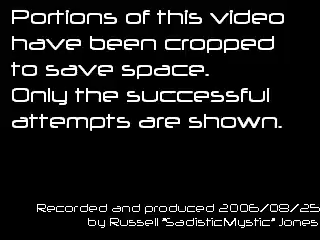 Portions of this video
have been cropped
to save space.
Only the successful
attempts are shown.
Recorded and produced 2006/08/25
by Russell "SadisticMystic" Jones